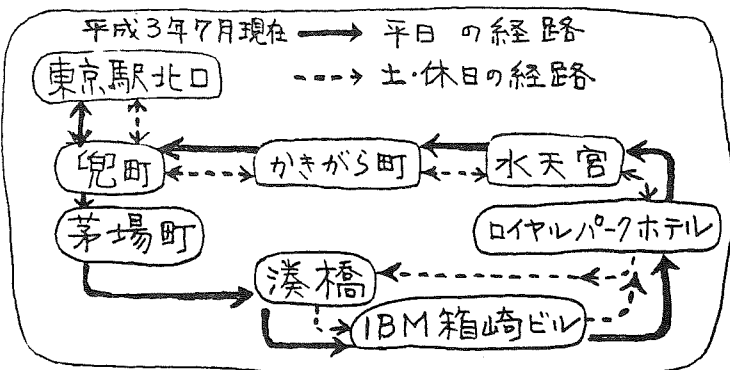 平成3年7月現在 → 平日の経路
⇢ 土・休日の経路
東京駅北口
兜町
かきがら町
水天宮
茅場町
ロイヤルパークホテル
湊橋
IBM箱崎ビル